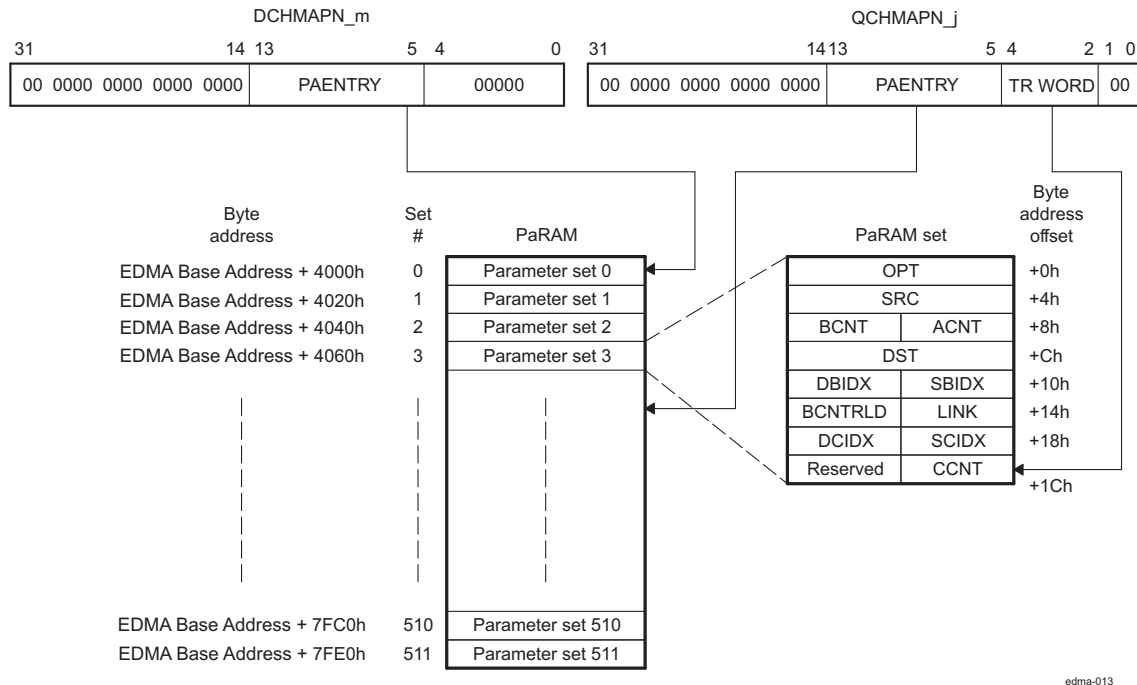 DCHMAPN_m QCHMAPN_j
31 14 13 5 4 0 31 14 13 5 4 2 1 0
00 0000 0000 0000 0000 PAENTRY 00000 00 0000 0000 0000 0000 PAENTRY TR WORD 00
Byte address Set # PaRAM PaRAM set Byte address offset
EDMA Base Address + 4000h 0 Parameter set 0 OPT +0h
EDMA Base Address + 4020h 1 Parameter set 1 SRC +4h
EDMA Base Address + 4040h 2 Parameter set 2 BCNT ACNT +8h
EDMA Base Address + 4060h 3 Parameter set 3 DST +Ch
DBIDX SBIDX +10h
BCNTRLD LINK +14h
DCIDX SCIDX +18h
Reserved CCNT +1Ch
EDMA Base Address + 7FC0h 510 Parameter set 510
EDMA Base Address + 7FE0h 511 Parameter set 511
edma-013